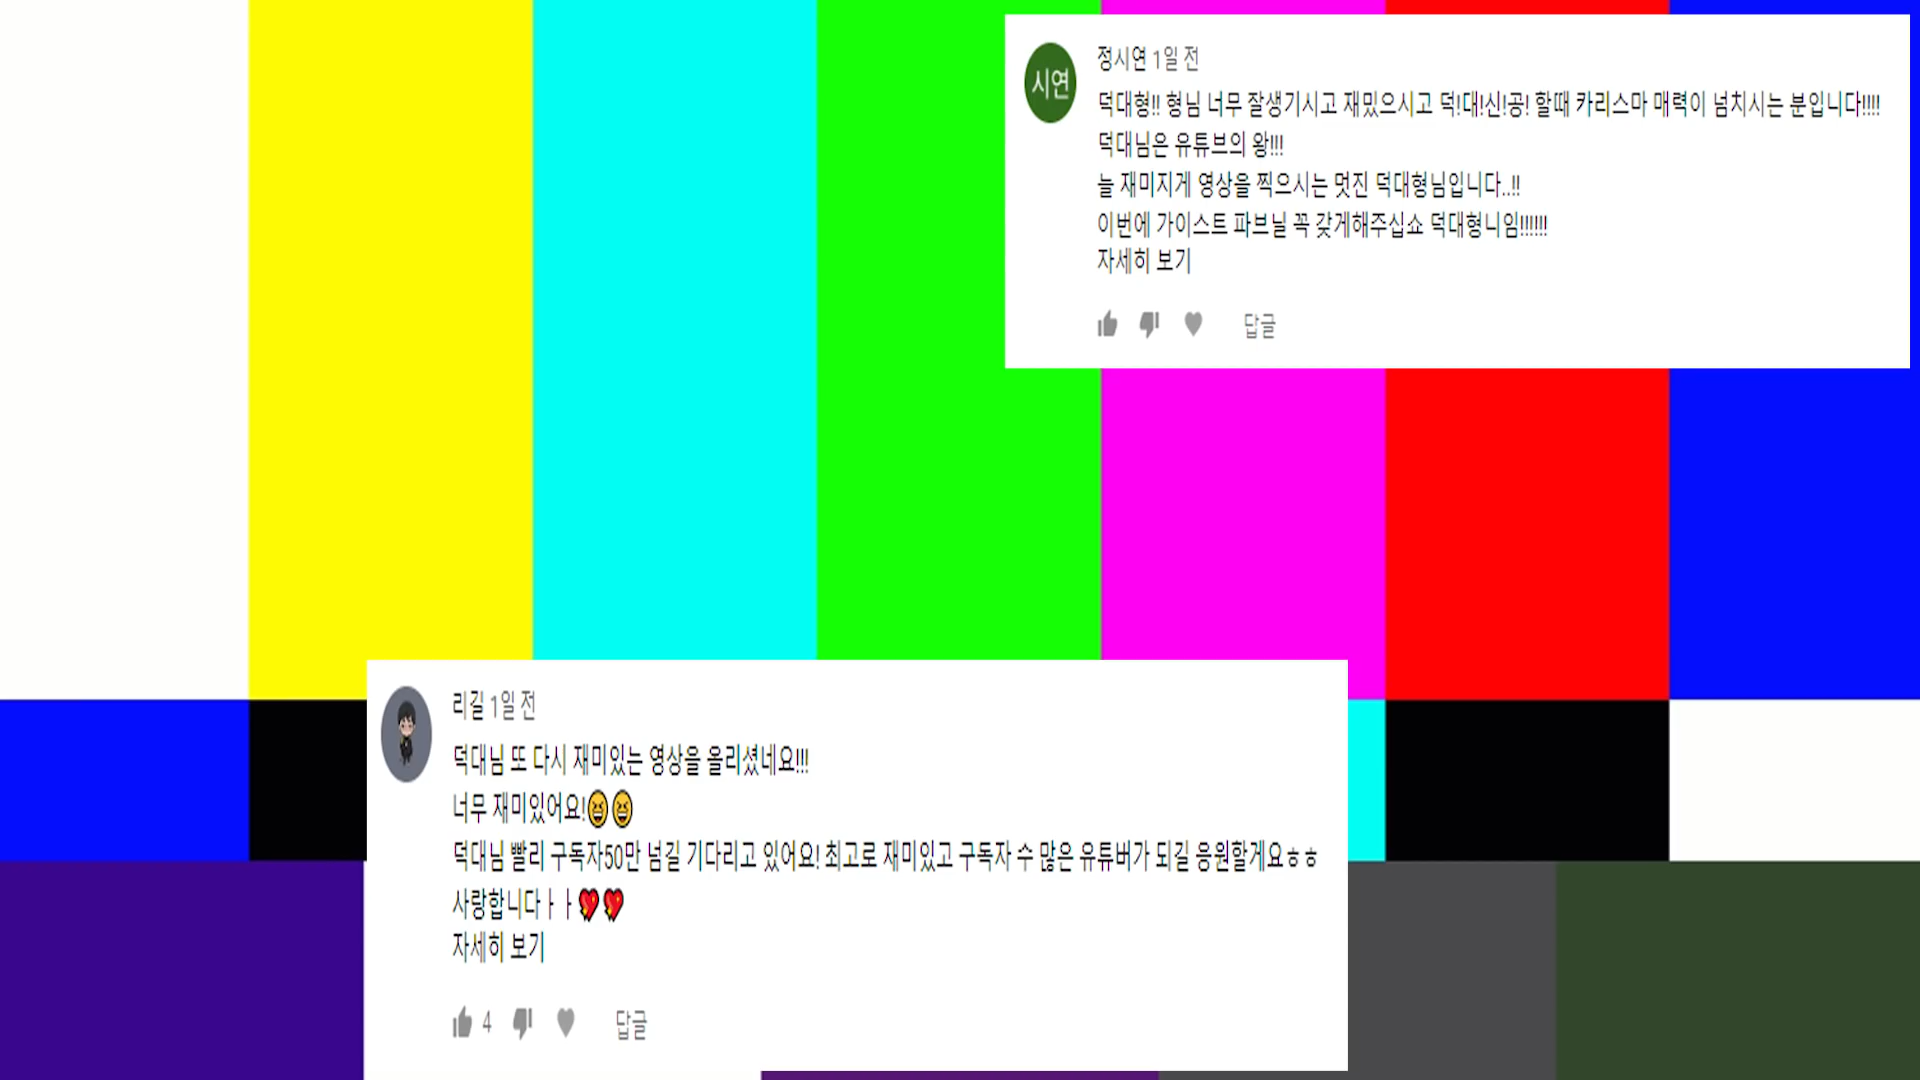 시연
정시연 1일 전
덕대형!! 형님 너무 잘생기시고 재밌으시고 덕!대!신!공! 할때 카리스마 매력이 넘치시는 분입니다!!!!
덕대님은 유튜브의 왕!!!
늘 재미지게 영상을 찍으시는 멋진 덕대형님입니다..!!
이번에 가이스트 파브닐 꼭 갖게해주십쇼 덕대형니임!!!!!!
자세히 보기
답글
리길 1일 전
덕대님 또 다시 재미있는 영상을 올리셨네요!!!
너무 재미있어요!😆😆
덕대님 빨리 구독자50만 넘길 기다리고 있어요! 최고로 재미있고 구독자 수 많은 유튜버가 되길 응원할게요ㅎㅎ
사랑합니다ㅏㅏ💖💖
자세히 보기
4 답글